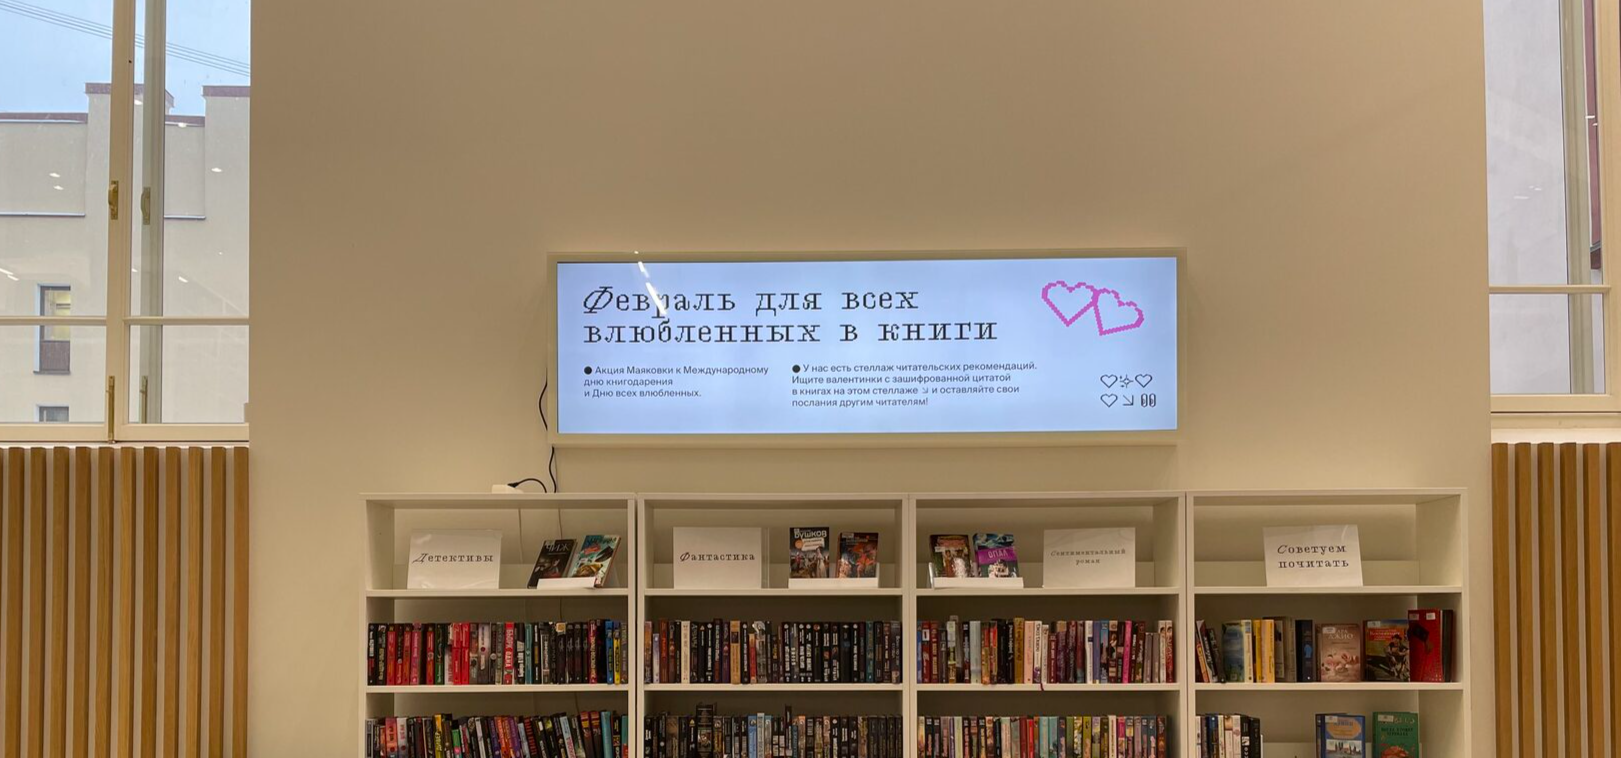 Февраль для всех
влюбленных в книги
● Акция Маяковки к Международному
дню книгодарения
и Дню всех влюбленных.
● У нас есть стеллаж читательских рекомендаций.
Ищите валентинки с зашифрованной цитатой
в книгах на этом стеллаже ↘ и оставляйте свои
послания другим читателям!
Детективы
Фантастика
Сентиментальный
роман
Советуем
почитать
Бушков